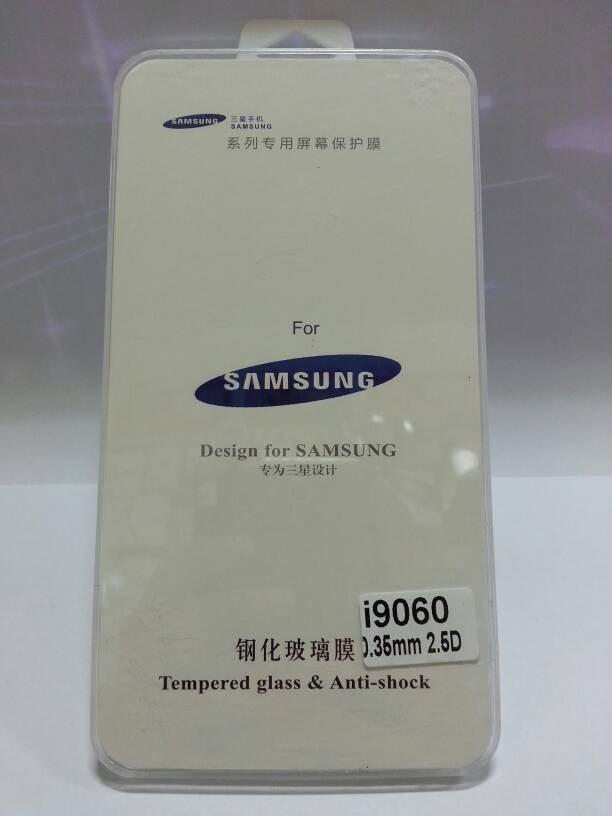 SAMSUNG
三星手机
SAMSUNG
系列专用屏幕保护膜
For
SAMSUNG
Design for SAMSUNG
专为三星设计
i9060
0.35mm 2.5D
钢化玻璃膜
Tempered glass & Anti-shock